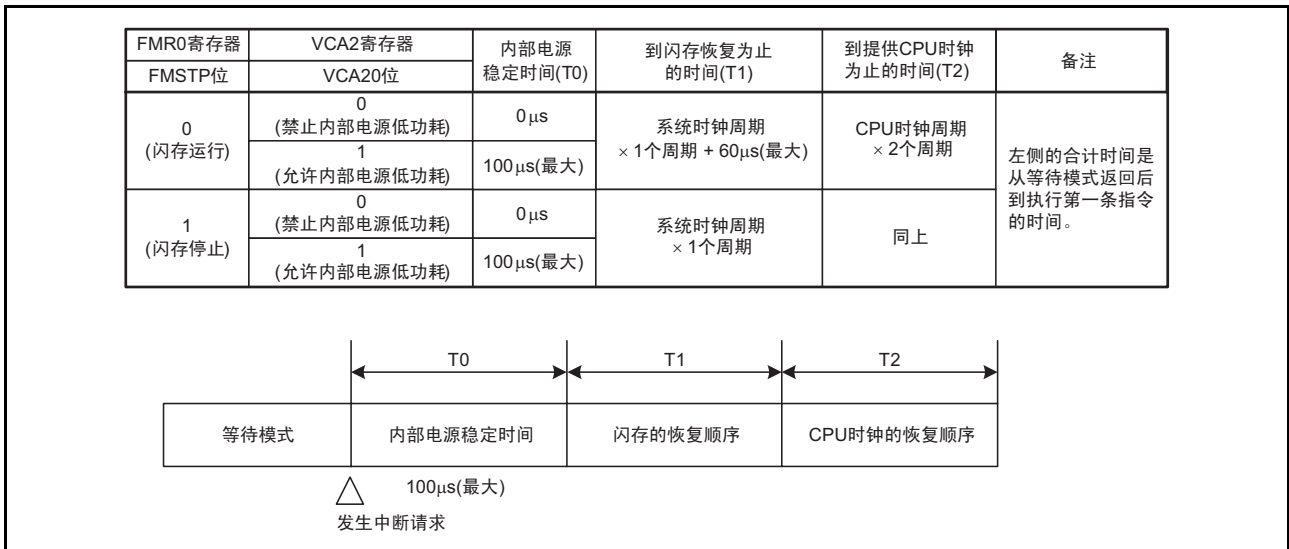 FMR0寄存器
VCA2寄存器
内部电源
稳定时间(T0)
到闪存恢复为止
的时间(T1)
到提供CPU时钟
为止的时间(T2)
备注
FMSTP位
VCA20位
0
(闪存运行)
0
(禁止内部电源低功耗)
0μs
系统时钟周期
× 1个周期 + 60μs(最大)
CPU时钟周期
× 2个周期
左侧的合计时间是
从等待模式返回后
到执行第一条指令
的时间。
1
(允许内部电源低功耗)
100μs(最大)
1
(闪存停止)
0
(禁止内部电源低功耗)
0μs
系统时钟周期
× 1个周期
同上
1
(允许内部电源低功耗)
100μs(最大)
T0
T1
T2
等待模式
内部电源稳定时间
闪存的恢复顺序
CPU时钟的恢复顺序
100μs(最大)
发生中断请求